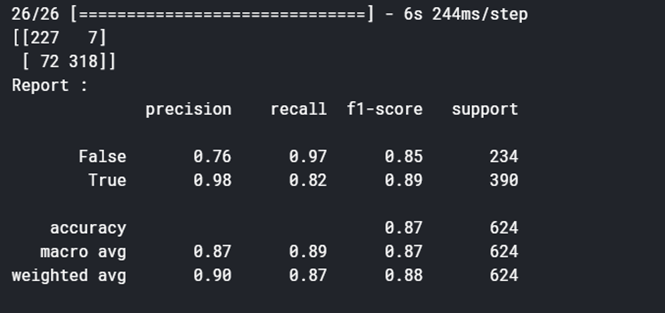 26/26 [==============================] - 6s 244ms/step
[[227   7]
 [ 72 318]]
Report :
              precision    recall  f1-score   support

       False       0.76      0.97      0.85       234
        True       0.98      0.82      0.89       390

    accuracy                           0.87       624
   macro avg       0.87      0.89      0.87       624
weighted avg       0.90      0.87      0.88       624